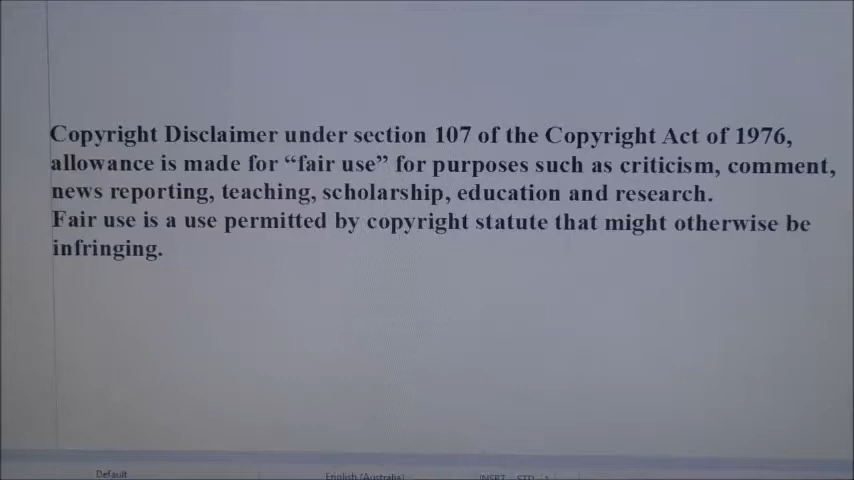 Copyright Disclaimer under section 107 of the Copyright Act of 1976,
allowance is made for “fair use” for purposes such as criticism, comment,
news reporting, teaching, scholarship, education and research.
Fair use is a use permitted by copyright statute that might otherwise be
infringing.
Default English (Australia) INSRT STD